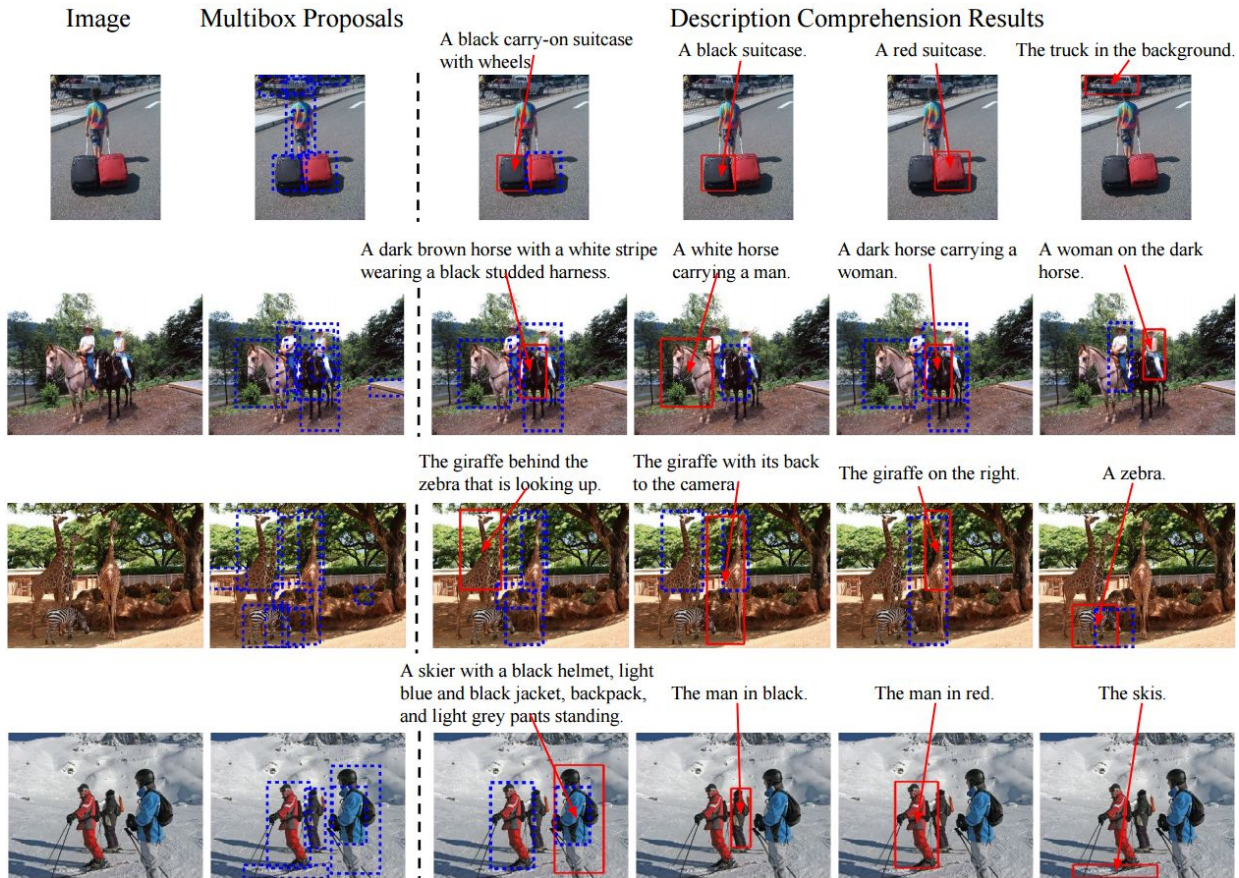 Image
Multibox Proposals
Description Comprehension Results
A black carry-on suitcase
with wheels
A black suitcase.
A red suitcase.
The truck in the background.
A dark brown horse with a white stripe
wearing a black studded harness.
A white horse
carrying a man.
A dark horse carrying a
woman.
A woman on the dark
horse.
The giraffe behind the
zebra that is looking up.
The giraffe with its back
to the camera
The giraffe on the right.
A zebra.
A skier with a black helmet, light
blue and black jacket, backpack,
and light grey pants standing.
The man in black.
The man in red.
The skis.